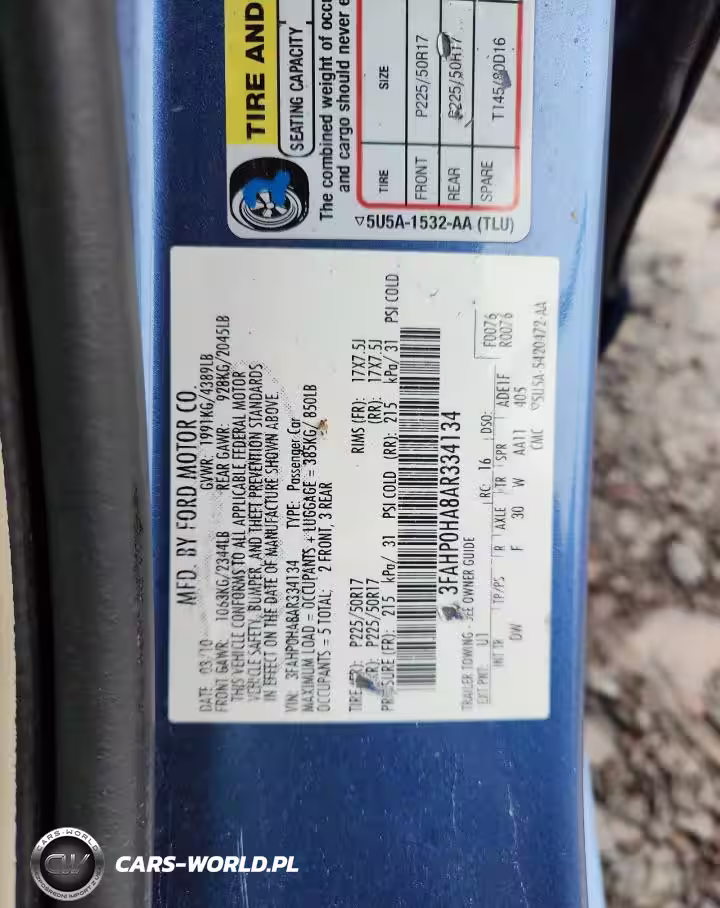 TIRE AND
SEATING CAPACITY
The combined weight of occu
and cargo should never e
TIRE SIZE
FRONT P225/50R17
REAR P225/50R17
SPARE T145/80D16
5U5A-1532-AA (TLU)
MFD. BY FORD MOTOR CO.
DATE: 03/10 GVWR: 1991KG/4389LB
FRONT GAWR: 1063KG/2344LB REAR GAWR: 928KG/2045LB
THIS VEHICLE CONFORMS TO ALL APPLICABLE FEDERAL MOTOR
VEHICLE SAFETY, BUMPER, AND THEFT PREVENTION STANDARDS
IN EFFECT ON THE DATE OF MANUFACTURE SHOWN ABOVE.
VIN: 3FAHP0HA8AR334134 TYPE: Passenger Car
MAXIMUM LOAD = OCCUPANTS + LUGGAGE = 385KG/ 850LB
OCCUPANTS = 5 TOTAL; 2 FRONT, 3 REAR
P225/50R17 RIMS (FR): 17X7.5J
P225/50R17 (RR): 17X7.5J
(FR): 215 kPa/ 31 PSI COLD (RR): 215 kPa/ 31 PSI COLD
3FAHP0HA8AR334134
TRAILER TOWING - SEE OWNER GUIDE
EXT PNT: U1 RC: 16 DSO: F0076
R0076
INT TR TP/PS R AXLE TR SPR
DW F 30 W AA11 ADE1F
405
CMC 5U5A-5420472-AA
CARS-WORLD
CW
CARS-WORLD.PL